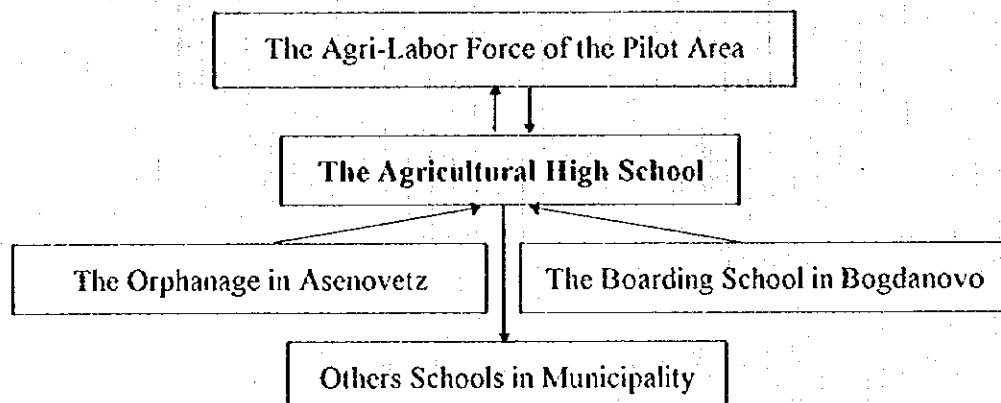 The Agri-Labor Force of the Pilot Area
The Agricultural High School
The Orphanage in Asenovetz
The Boarding School in Bogdanovo
Others Schools in Municipality